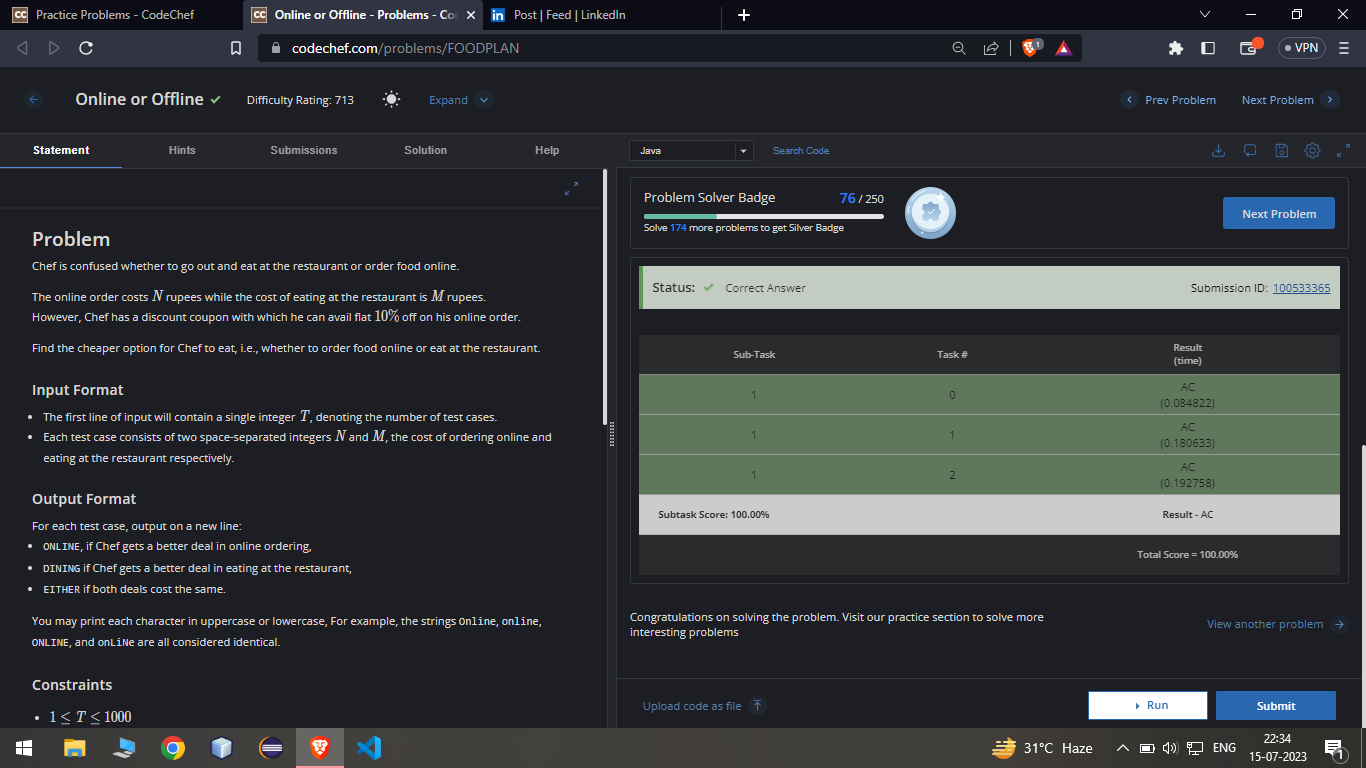 Practice Problems - CodeChef
Online or Offline - Problems - Co
Post | Feed | LinkedIn
codechef.com/problems/FOODPLAN
1
VPN
Online or Offline
Difficulty Rating: 713
Expand
Prev Problem
Next Problem
Statement
Hints
Submissions
Solution
Help
Java
Search Code
Problem
Chef is confused whether to go out and eat at the restaurant or order food online.
The online order costs N rupees while the cost of eating at the restaurant is M rupees.
However, Chef has a discount coupon with which he can avail flat 10% off on his online order.
Find the cheaper option for Chef to eat, i.e., whether to order food online or eat at the restaurant.
Input Format
• The first line of input will contain a single integer T, denoting the number of test cases.
• Each test case consists of two space-separated integers N and M, the cost of ordering online and
eating at the restaurant respectively.
Output Format
For each test case, output on a new line:
• ONLINE, if Chef gets a better deal in online ordering,
• DINING if Chef gets a better deal in eating at the restaurant,
• EITHER if both deals cost the same.
You may print each character in uppercase or lowercase, For example, the strings Online, online,
ONLINE, and onLiNe are all considered identical.
Constraints
• 1 ≤ T ≤ 1000
Problem Solver Badge
76 / 250
Solve 174 more problems to get Silver Badge
Next Problem
Status:
Correct Answer
Submission ID: 100533365
Sub-Task
Task #
Result
(time)
1
0
AC
(0.084822)
1
1
AC
(0.180633)
1
2
AC
(0.192758)
Subtask Score: 100.00%
Result - AC
Total Score = 100.00%
Congratulations on solving the problem. Visit our practice section to solve more
interesting problems
View another problem
Upload code as file
Run
Submit
31°C Haze
ENG
22:34
15-07-2023
1